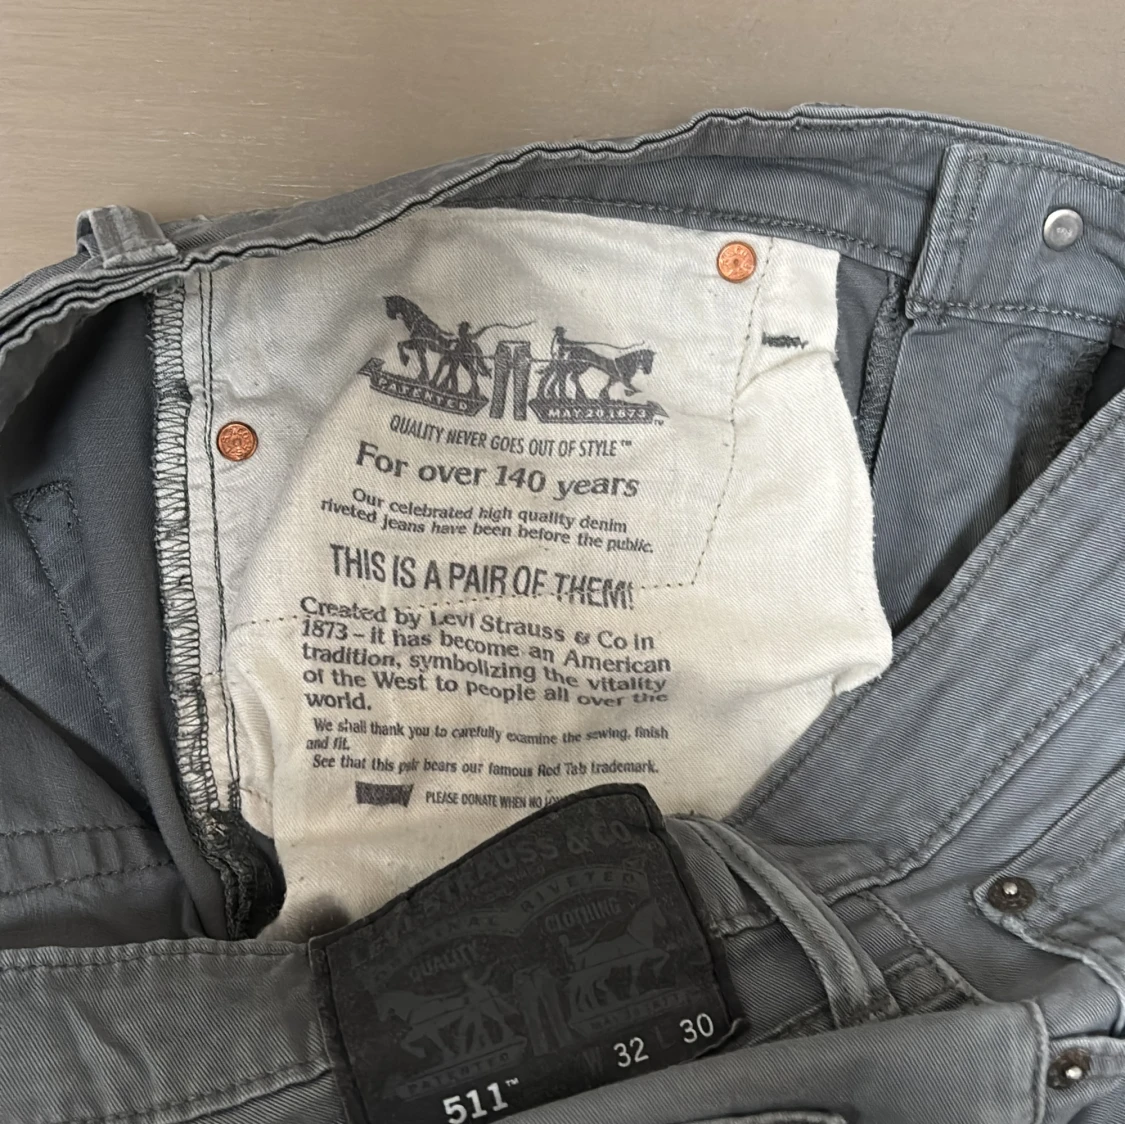 PATENTED
MAY 20 1873
QUALITY NEVER GOES OUT OF STYLE™
For over 140 years
Our celebrated high quality denim
riveted jeans have been before the public.
THIS IS A PAIR OF THEM!
Created by Levi Strauss & Co in
1873 – it has become an American
tradition, symbolizing the vitality
of the West to people all over the
world.
We shall thank you to carefully examine the sewing, finish
and fit.
See that this pair bears our famous Red Tab trademark.
PLEASE DONATE WHEN NO
LEVI STRAUSS & CO
ORIGINAL RIVETED
QUALITY CLOTHING
PATENTED
511™
W 32 L 30